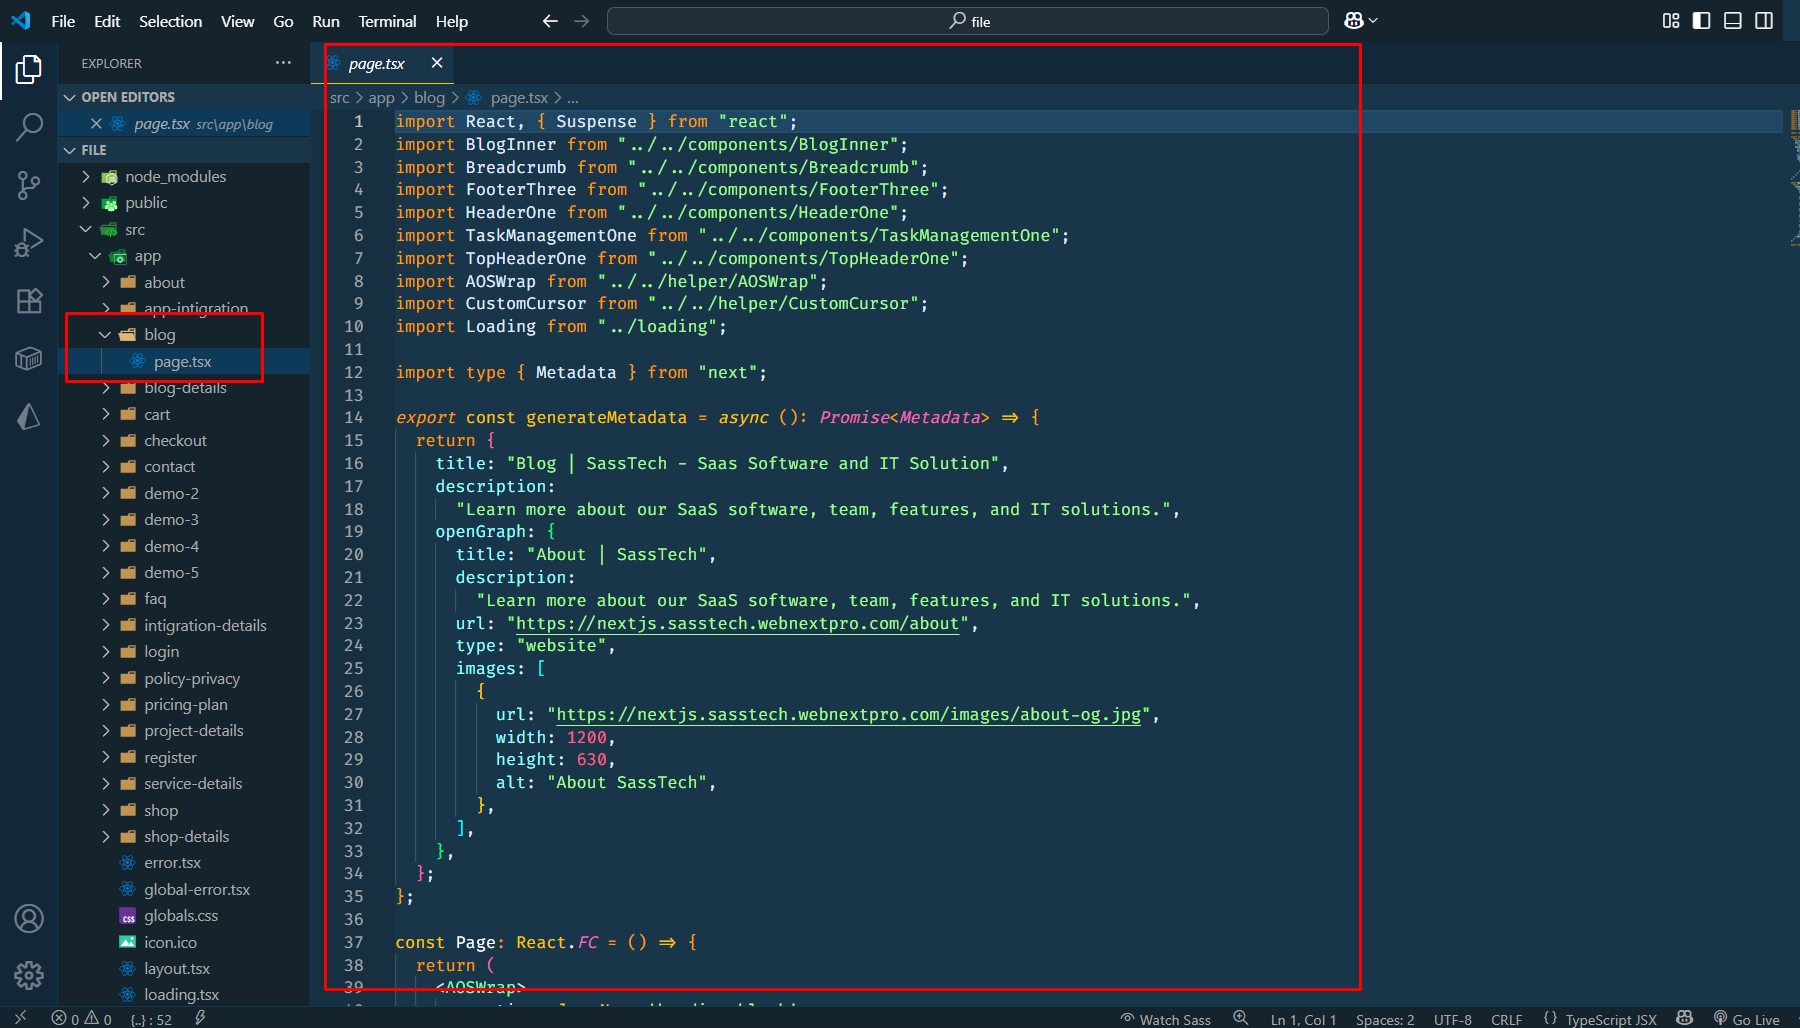 File Edit Selection View Go Run Terminal Help
file
EXPLORER
OPEN EDITORS
page.tsx src\app\blog
FILE
node_modules
public
src
app
about
app-intigration
blog
page.tsx
blog-details
cart
checkout
contact
demo-2
demo-3
demo-4
demo-5
faq
intigration-details
login
policy-privacy
pricing-plan
project-details
register
service-details
shop
shop-details
error.tsx
global-error.tsx
globals.css
icon.ico
layout.tsx
loading.tsx
page.tsx
src > app > blog > page.tsx > ...
1 import React, { Suspense } from "react";
2 import BlogInner from "../../components/BlogInner";
3 import Breadcrumb from "../../components/Breadcrumb";
4 import FooterThree from "../../components/FooterThree";
5 import HeaderOne from "../../components/HeaderOne";
6 import TaskManagementOne from "../../components/TaskManagementOne";
7 import TopHeaderOne from "../../components/TopHeaderOne";
8 import AOSWrap from "../../helper/AOSWrap";
9 import CustomCursor from "../../helper/CustomCursor";
10 import Loading from "../loading";
11
12 import type { Metadata } from "next";
13
14 export const generateMetadata = async (): Promise<Metadata> => {
15 return {
16 title: "Blog | SassTech - Saas Software and IT Solution",
17 description:
18 "Learn more about our SaaS software, team, features, and IT solutions.",
19 openGraph: {
20 title: "About | SassTech",
21 description:
22 "Learn more about our SaaS software, team, features, and IT solutions.",
23 url: "https://nextjs.sasstech.webnextpro.com/about",
24 type: "website",
25 images: [
26 {
27 url: "https://nextjs.sasstech.webnextpro.com/images/about-og.jpg",
28 width: 1200,
29 height: 630,
30 alt: "About SassTech",
31 },
32 ],
33 },
34 };
35 };
36
37 const Page: React.FC = () => {
38 return (
39 <AOSWrap>
0 0 {..} : 52
Watch Sass Ln 1, Col 1 Spaces: 2 UTF-8 CRLF {} TypeScript JSX Go Live